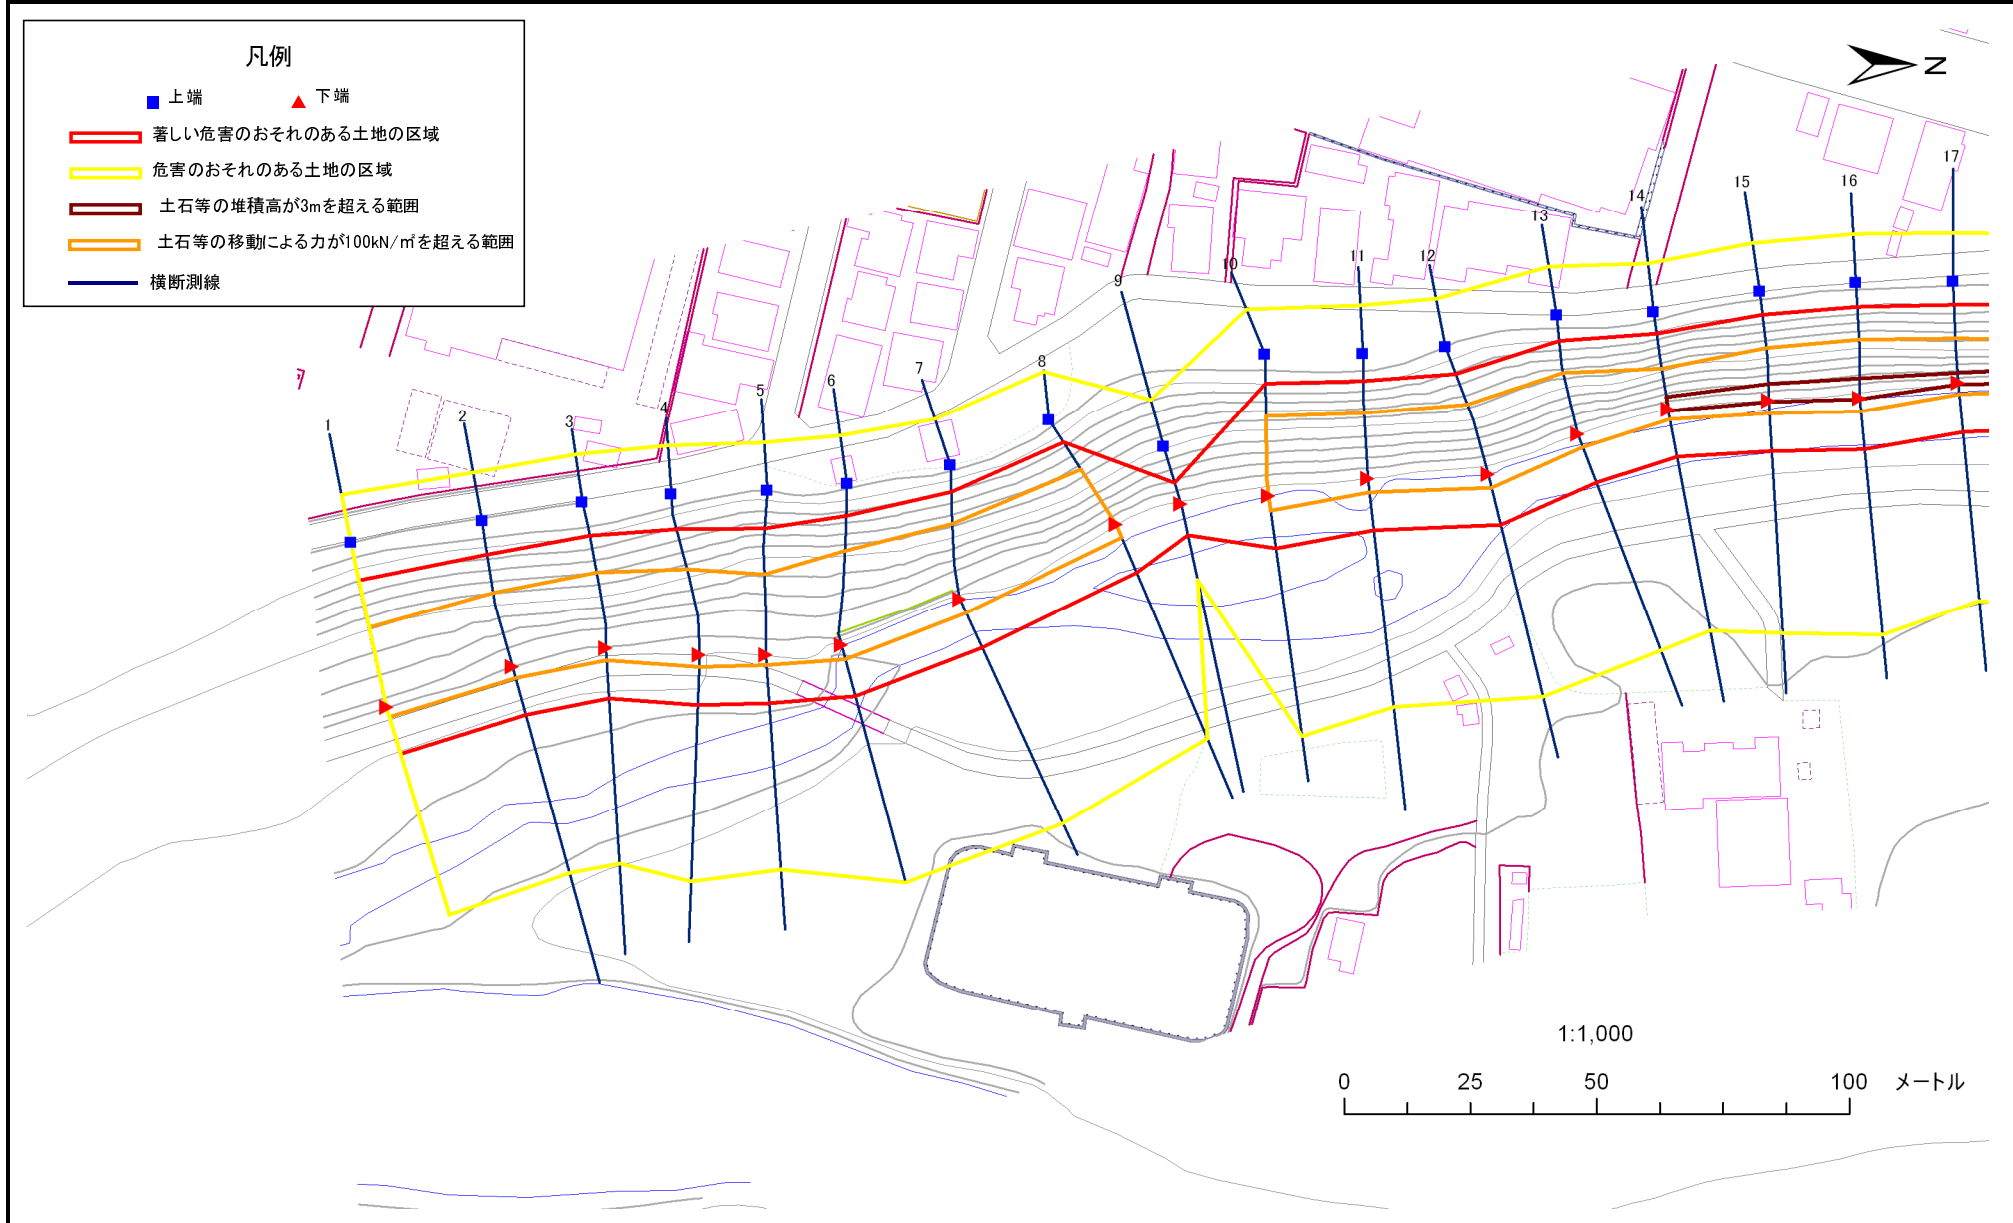 凡例
上端 下端
著しい危害のおそれのある土地の区域
危害のおそれのある土地の区域
土石等の堆積高が3mを超える範囲
土石等の移動による力が100kN/㎡を超える範囲
横断測線
N
1
2
3
4
5
6
7
8
9
10
11
12
13
14
15
16
17
1:1,000
0 25 50 100 メートル